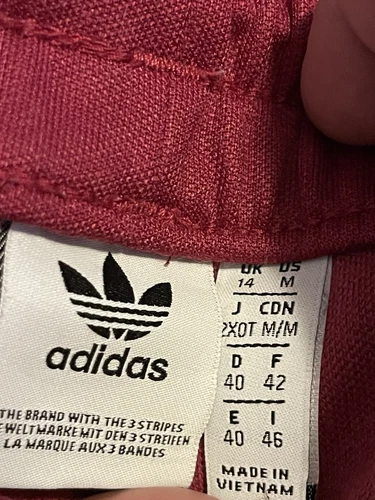 adidas
THE BRAND WITH THE 3 STRIPES
WELTMARKE MIT DEN 3 STREIFEN
LA MARQUE AUX 3 BANDES
UK US
14 M
J CDN
2XOT M/M
D F
40 42
E I
40 46
MADE IN
VIETNAM